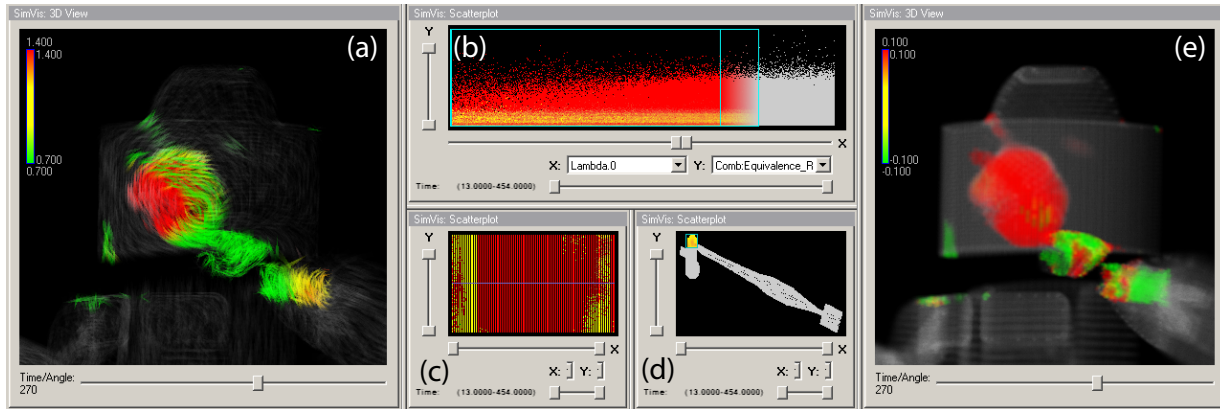 SimVis: 3D View
(a)
1.400
1.400
0.700
0.700
Time/Angle:
270
SimVis: Scatterplot
(b)
Y
X
X: Lambda.0 Y: Comb:Equivalence_R
Time: (13.0000-454.0000)
SimVis: Scatterplot
Y
X
(c)
X: Y:
Time: (13.0000-454.0000)
SimVis: Scatterplot
Y
X
(d)
X: Y:
Time: (13.0000-454.0000)
SimVis: 3D View
(e)
0.100
0.100
-0.100
-0.100
Time/Angle:
270